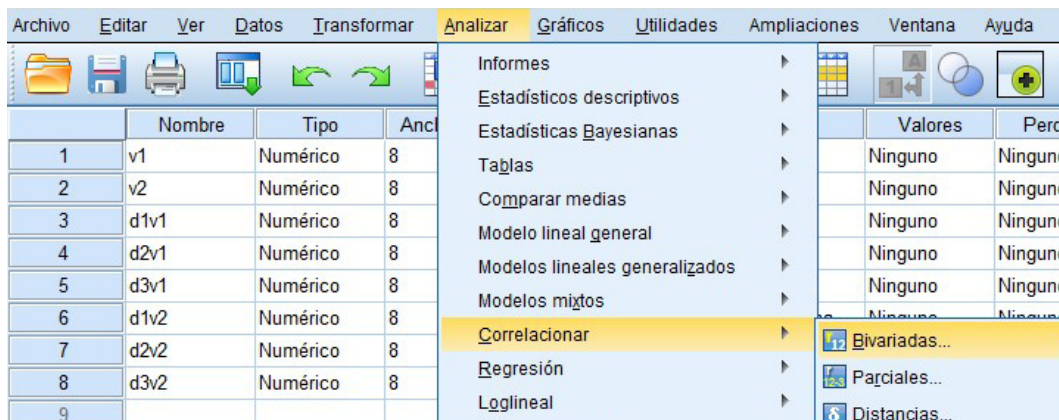 Archivo Editar Ver Datos Transformar Analizar Gráficos Utilidades Ampliaciones Ventana Ayuda
Informes
Estadísticos descriptivos
Estadísticas Bayesianas
Tablas
Comparar medias
Modelo lineal general
Modelos lineales generalizados
Modelos mixtos
Correlacionar
Regresión
Loglineal
Bivariadas...
Parciales...
Distancias...
Nombre Tipo Valores
1 v1 Numérico 8 Ninguno
2 v2 Numérico 8 Ninguno
3 d1v1 Numérico 8 Ninguno
4 d2v1 Numérico 8 Ninguno
5 d3v1 Numérico 8 Ninguno
6 d1v2 Numérico 8
7 d2v2 Numérico 8
8 d3v2 Numérico 8
9